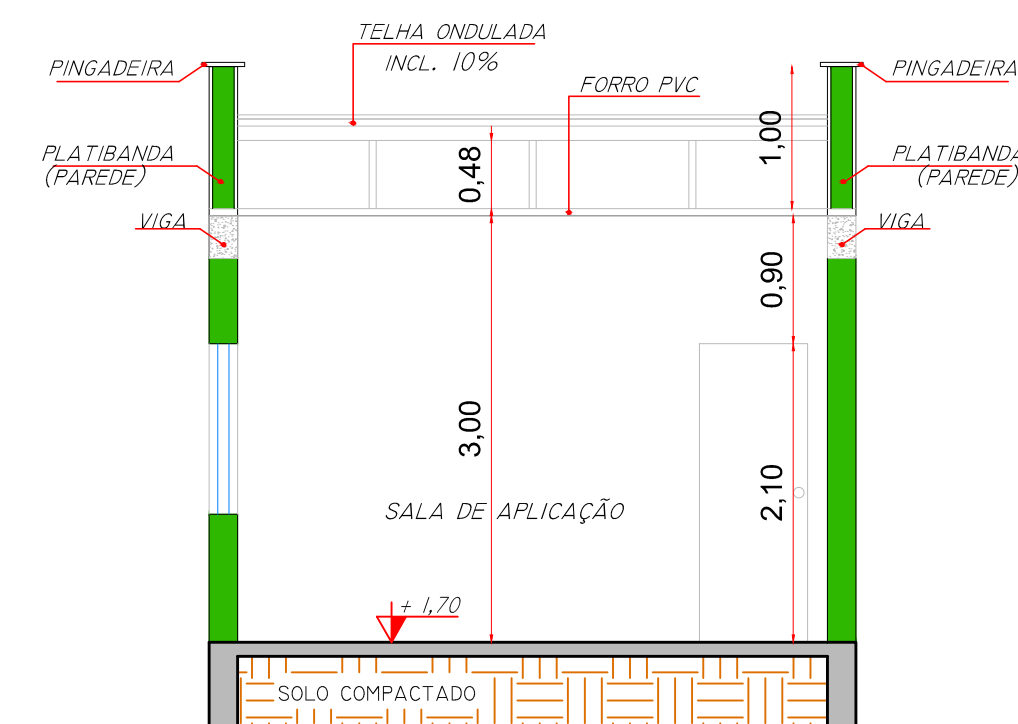 TELHA ONDULADA
INCL. 10%
PINGADEIRA
PINGADEIRA
FORRO PVC
1,00
PLATIBANDA
(PAREDE)
0,48
PLATIBANDA
(PAREDE)
VIGA
VIGA
0,90
3,00
2,10
SALA DE APLICAÇÃO
+ 1,70
SOLO COMPACTADO